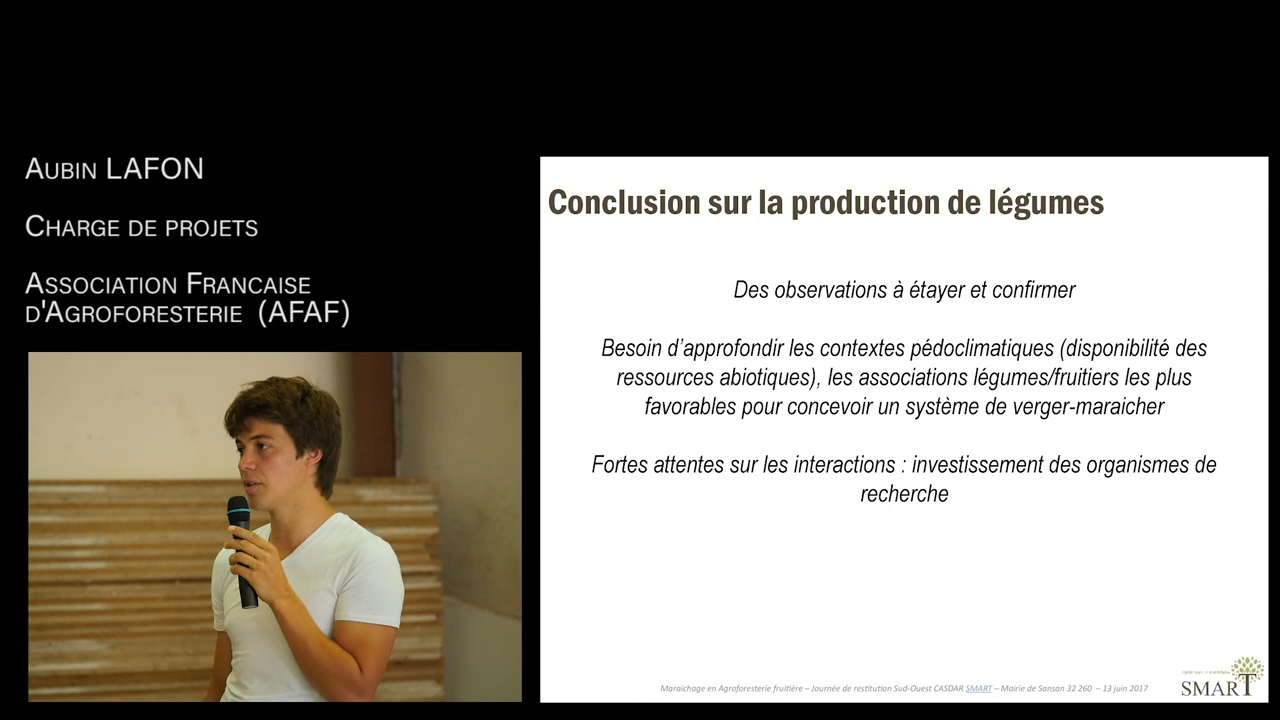 Aubin LAFON
Charge de projets
Association Francaise
d'Agroforesterie (AFAF)
Conclusion sur la production de légumes
Des observations à étayer et confirmer
Besoin d'approfondir les contextes pédoclimatiques (disponibilité des
ressources abiotiques), les associations légumes/fruitiers les plus
favorables pour concevoir un système de verger-maraicher
Fortes attentes sur les interactions : investissement des organismes de
recherche
Maraichage en Agroforesterie fruitière – Journée de restitution Sud-Ouest CASDAR SMART – Mairie de Sansan 32 260 – 13 juin 2017
SMART